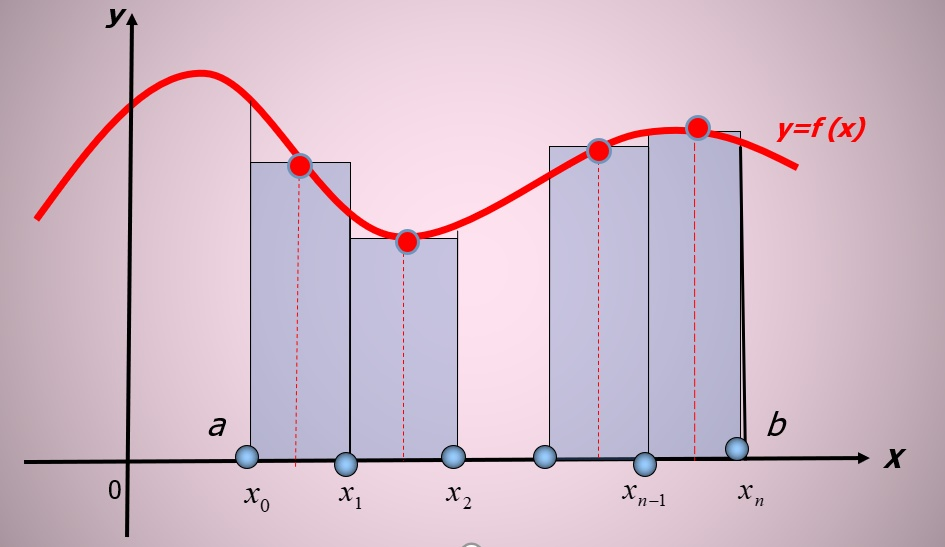 y
y=f (x)
a
b
x
0
x₀
x₁
x₂
xₙ₋₁
xₙ